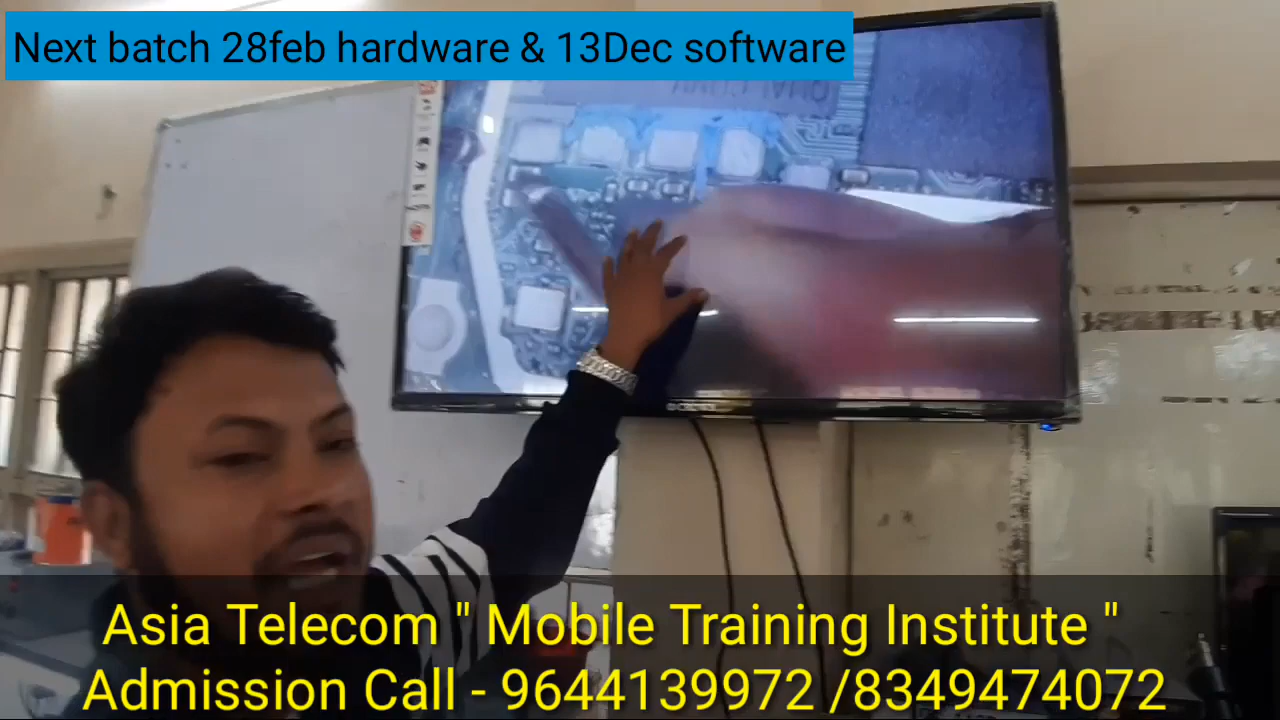 Next batch 28feb hardware & 13Dec software
Asia Telecom " Mobile Training Institute "
Admission Call - 9644139972 /8349474072